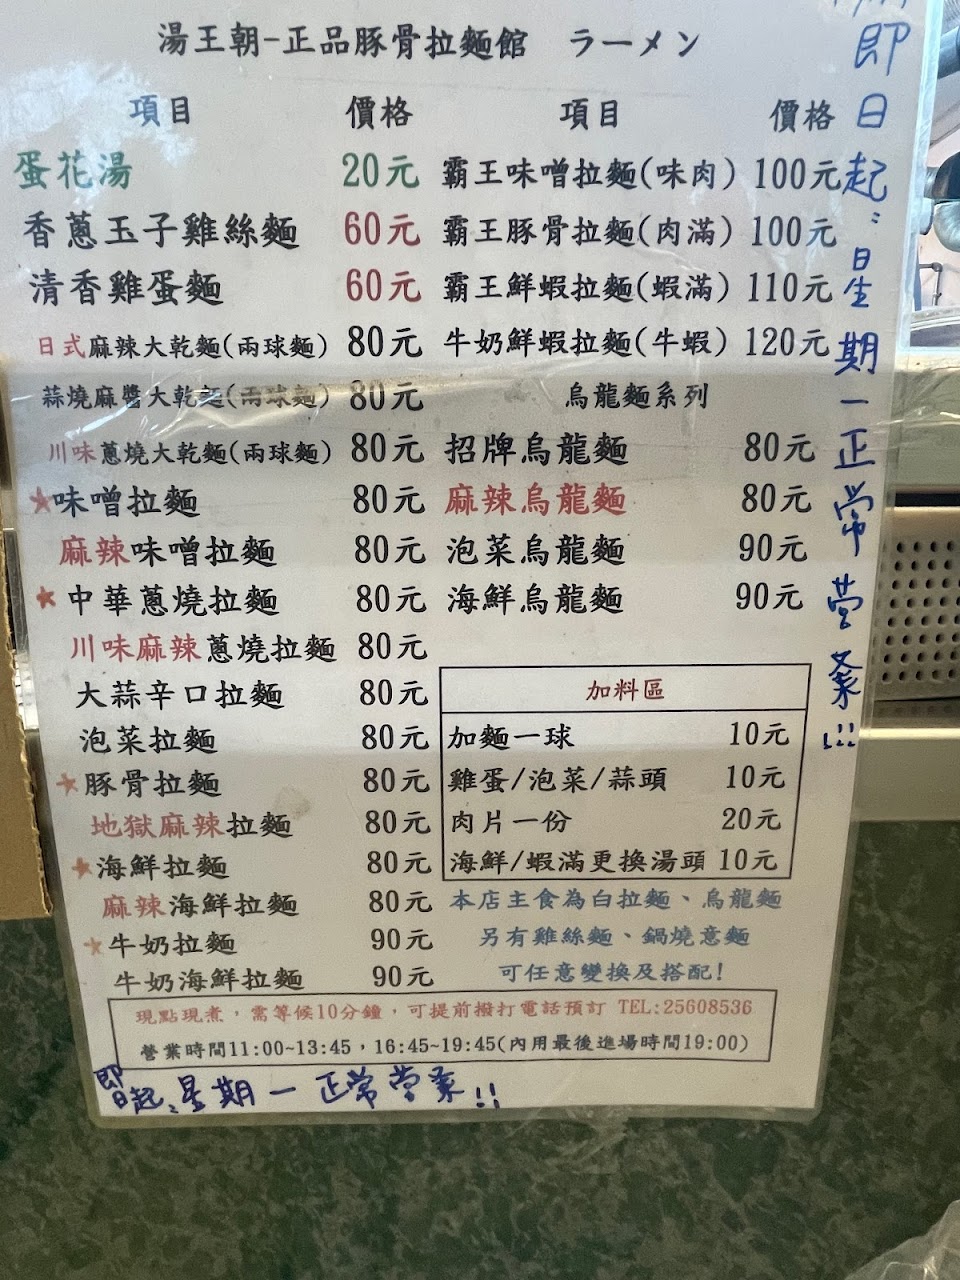 湯王朝-正品豚骨拉麵館　ラーメン
項目 價格
蛋花湯 20元
香蔥玉子雞絲麵 60元
清香雞蛋麵 60元
日式麻辣大乾麵(兩球麵) 80元
蒜燒麻醬大乾麵(兩球麵) 80元
川味蔥燒大乾麵(兩球麵) 80元
★味噌拉麵 80元
麻辣味噌拉麵 80元
★中華蔥燒拉麵 80元
川味麻辣蔥燒拉麵 80元
大蒜辛口拉麵 80元
泡菜拉麵 80元
★豚骨拉麵 80元
地獄麻辣拉麵 80元
★海鮮拉麵 80元
麻辣海鮮拉麵 80元
★牛奶拉麵 90元
牛奶海鮮拉麵 90元
項目 價格
霸王味噌拉麵(味肉) 100元
霸王豚骨拉麵(肉滿) 100元
霸王鮮蝦拉麵(蝦滿) 110元
牛奶鮮蝦拉麵(牛蝦) 120元
烏龍麵系列
招牌烏龍麵 80元
麻辣烏龍麵 80元
泡菜烏龍麵 90元
海鮮烏龍麵 90元
加料區
加麵一球 10元
雞蛋/泡菜/蒜頭 10元
肉片一份 20元
海鮮/蝦滿更換湯頭 10元
本店主食為白拉麵、烏龍麵
另有雞絲麵、鍋燒意麵
可任意變換及搭配!
現點現煮，需等候10分鐘，可提前撥打電話預訂 TEL:25608536
營業時間11:00~13:45，16:45~19:45(內用最後進場時間19:00)
即日起:星期一正常營業!!
即日起:星期一正常營業!!!